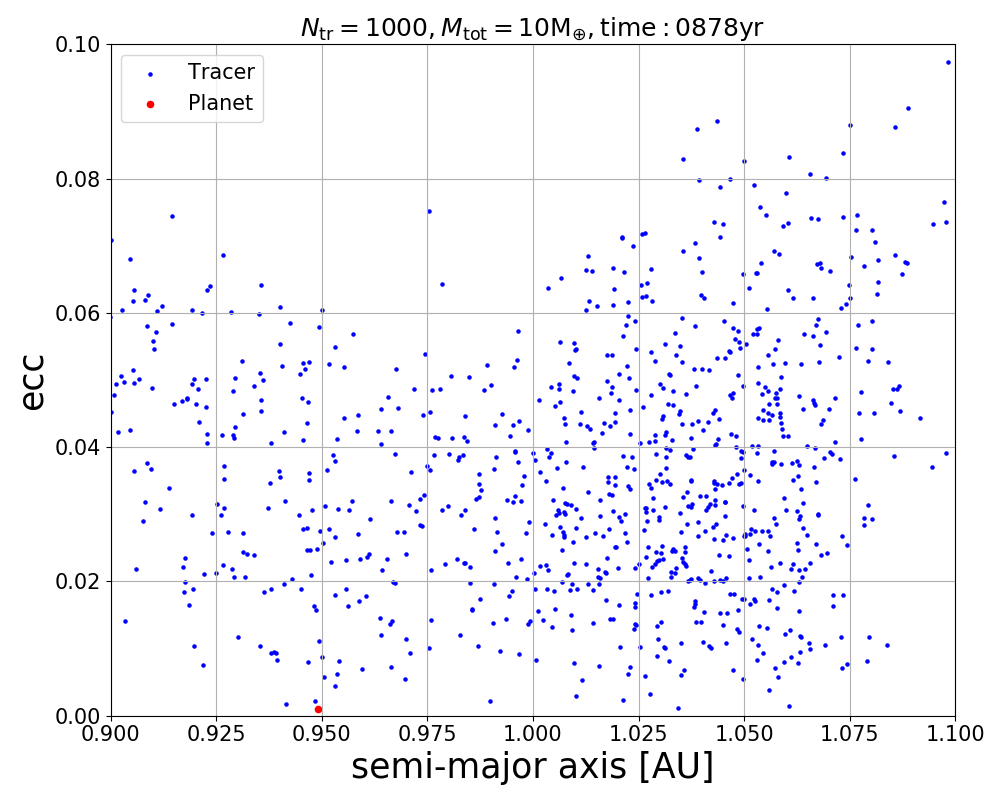 N_tr = 1000, M_tot = 10M_⊕, time : 0878yr
Tracer
Planet
ecc
0.10
0.08
0.06
0.04
0.02
0.00
0.900 0.925 0.950 0.975 1.000 1.025 1.050 1.075 1.100
semi-major axis [AU]